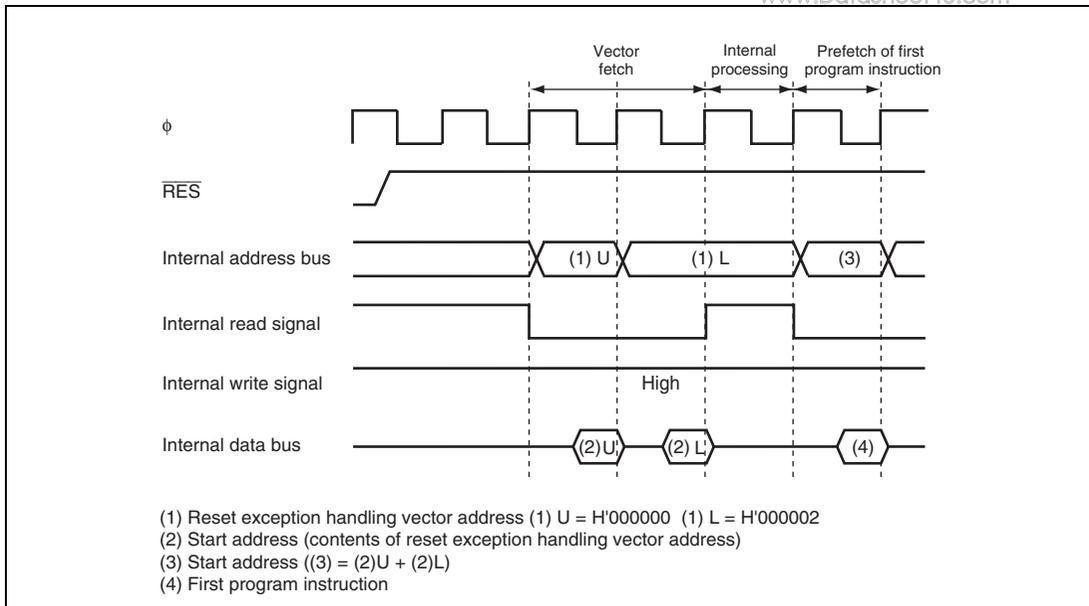 www.DataSheet4U.com
Vector
fetch
Internal
processing
Prefetch of first
program instruction
ϕ
RES
Internal address bus
(1) U
(1) L
(3)
Internal read signal
Internal write signal
High
Internal data bus
(2)U
(2) L
(4)
(1) Reset exception handling vector address (1) U = H'000000 (1) L = H'000002
(2) Start address (contents of reset exception handling vector address)
(3) Start address ((3) = (2)U + (2)L)
(4) First program instruction